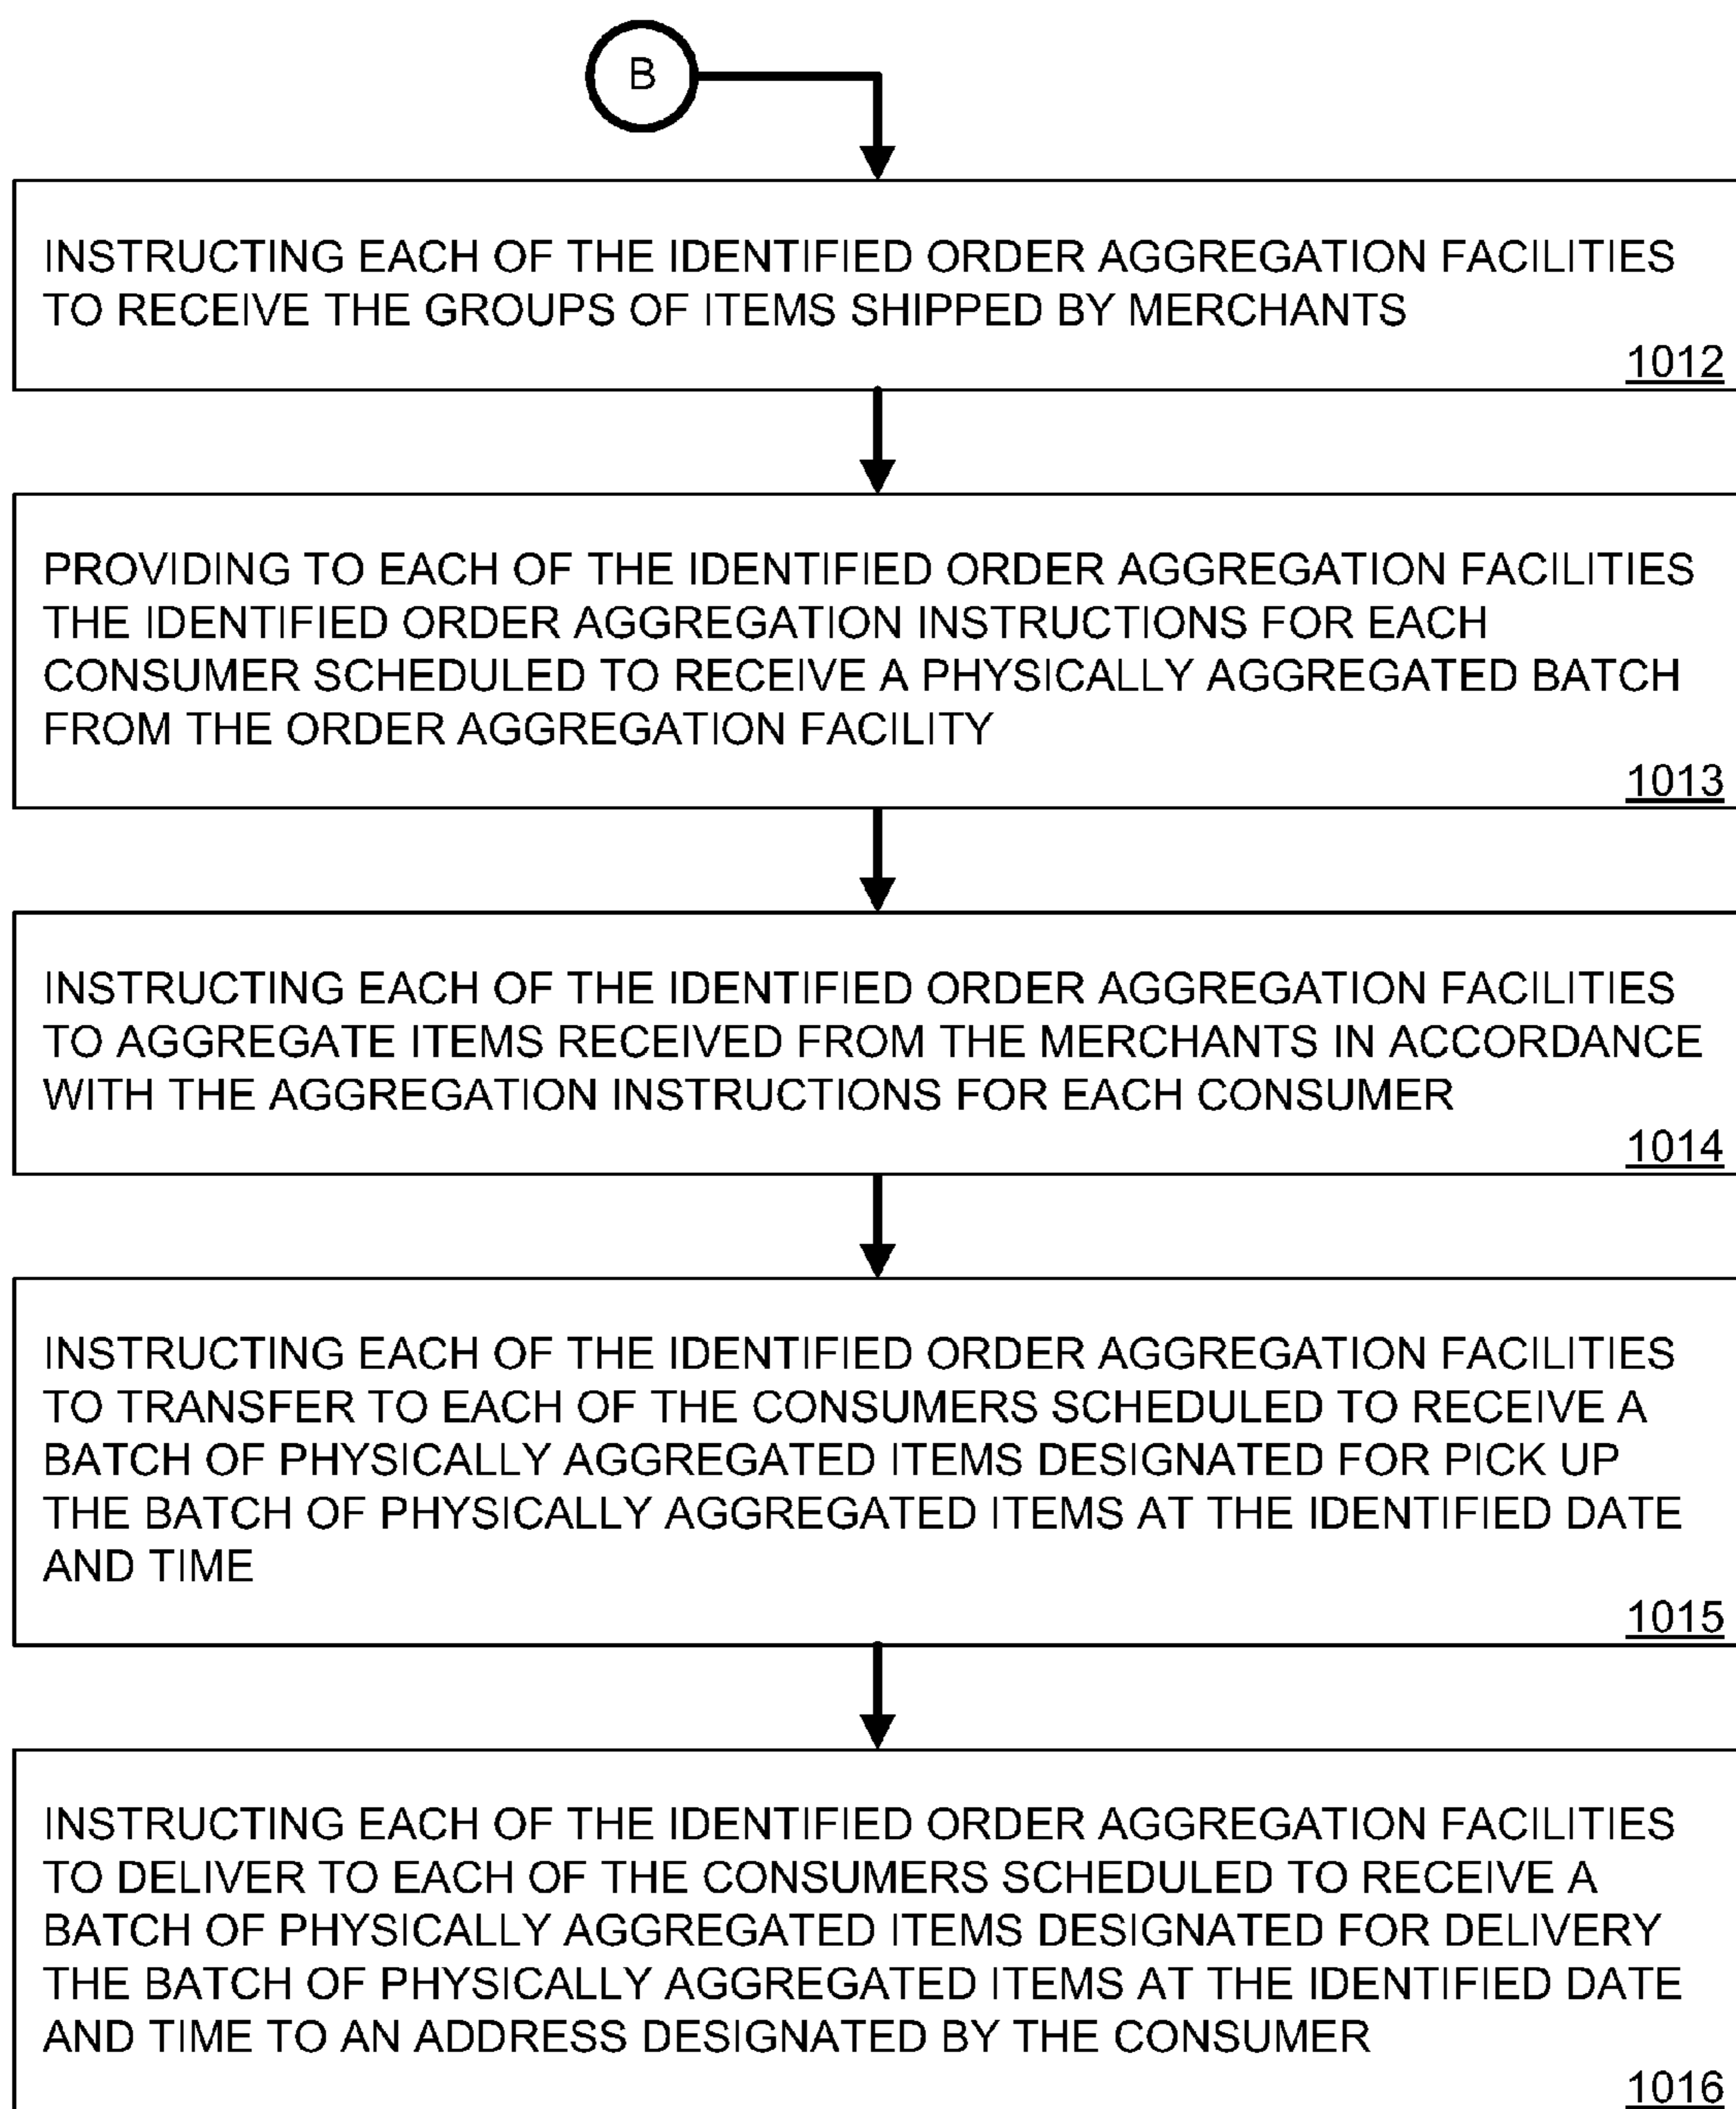 B
INSTRUCTING EACH OF THE IDENTIFIED ORDER AGGREGATION FACILITIES
TO RECEIVE THE GROUPS OF ITEMS SHIPPED BY MERCHANTS
1012
PROVIDING TO EACH OF THE IDENTIFIED ORDER AGGREGATION FACILITIES
THE IDENTIFIED ORDER AGGREGATION INSTRUCTIONS FOR EACH
CONSUMER SCHEDULED TO RECEIVE A PHYSICALLY AGGREGATED BATCH
FROM THE ORDER AGGREGATION FACILITY
1013
INSTRUCTING EACH OF THE IDENTIFIED ORDER AGGREGATION FACILITIES
TO AGGREGATE ITEMS RECEIVED FROM THE MERCHANTS IN ACCORDANCE
WITH THE AGGREGATION INSTRUCTIONS FOR EACH CONSUMER
1014
INSTRUCTING EACH OF THE IDENTIFIED ORDER AGGREGATION FACILITIES
TO TRANSFER TO EACH OF THE CONSUMERS SCHEDULED TO RECEIVE A
BATCH OF PHYSICALLY AGGREGATED ITEMS DESIGNATED FOR PICK UP
THE BATCH OF PHYSICALLY AGGREGATED ITEMS AT THE IDENTIFIED DATE
AND TIME
1015
INSTRUCTING EACH OF THE IDENTIFIED ORDER AGGREGATION FACILITIES
TO DELIVER TO EACH OF THE CONSUMERS SCHEDULED TO RECEIVE A
BATCH OF PHYSICALLY AGGREGATED ITEMS DESIGNATED FOR DELIVERY
THE BATCH OF PHYSICALLY AGGREGATED ITEMS AT THE IDENTIFIED DATE
AND TIME TO AN ADDRESS DESIGNATED BY THE CONSUMER
1016